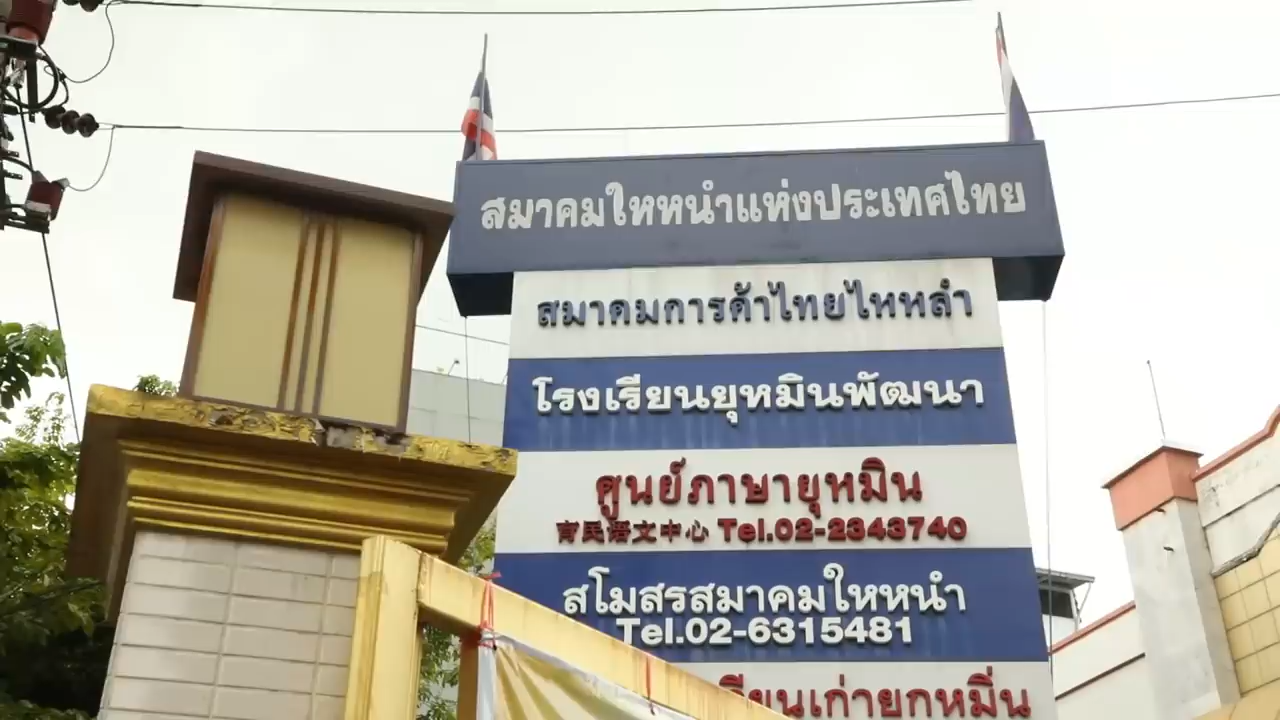 สมาคมใหหนำแห่งประเทศไทย
สมาคมการค้าไทยไหหลำ
โรงเรียนยุหมินพัฒนา
ศูนย์ภาษายุหมิน
育民语文中心 Tel.02-2343740
สโมสรสมาคมใหหนำ
Tel.02-6315481